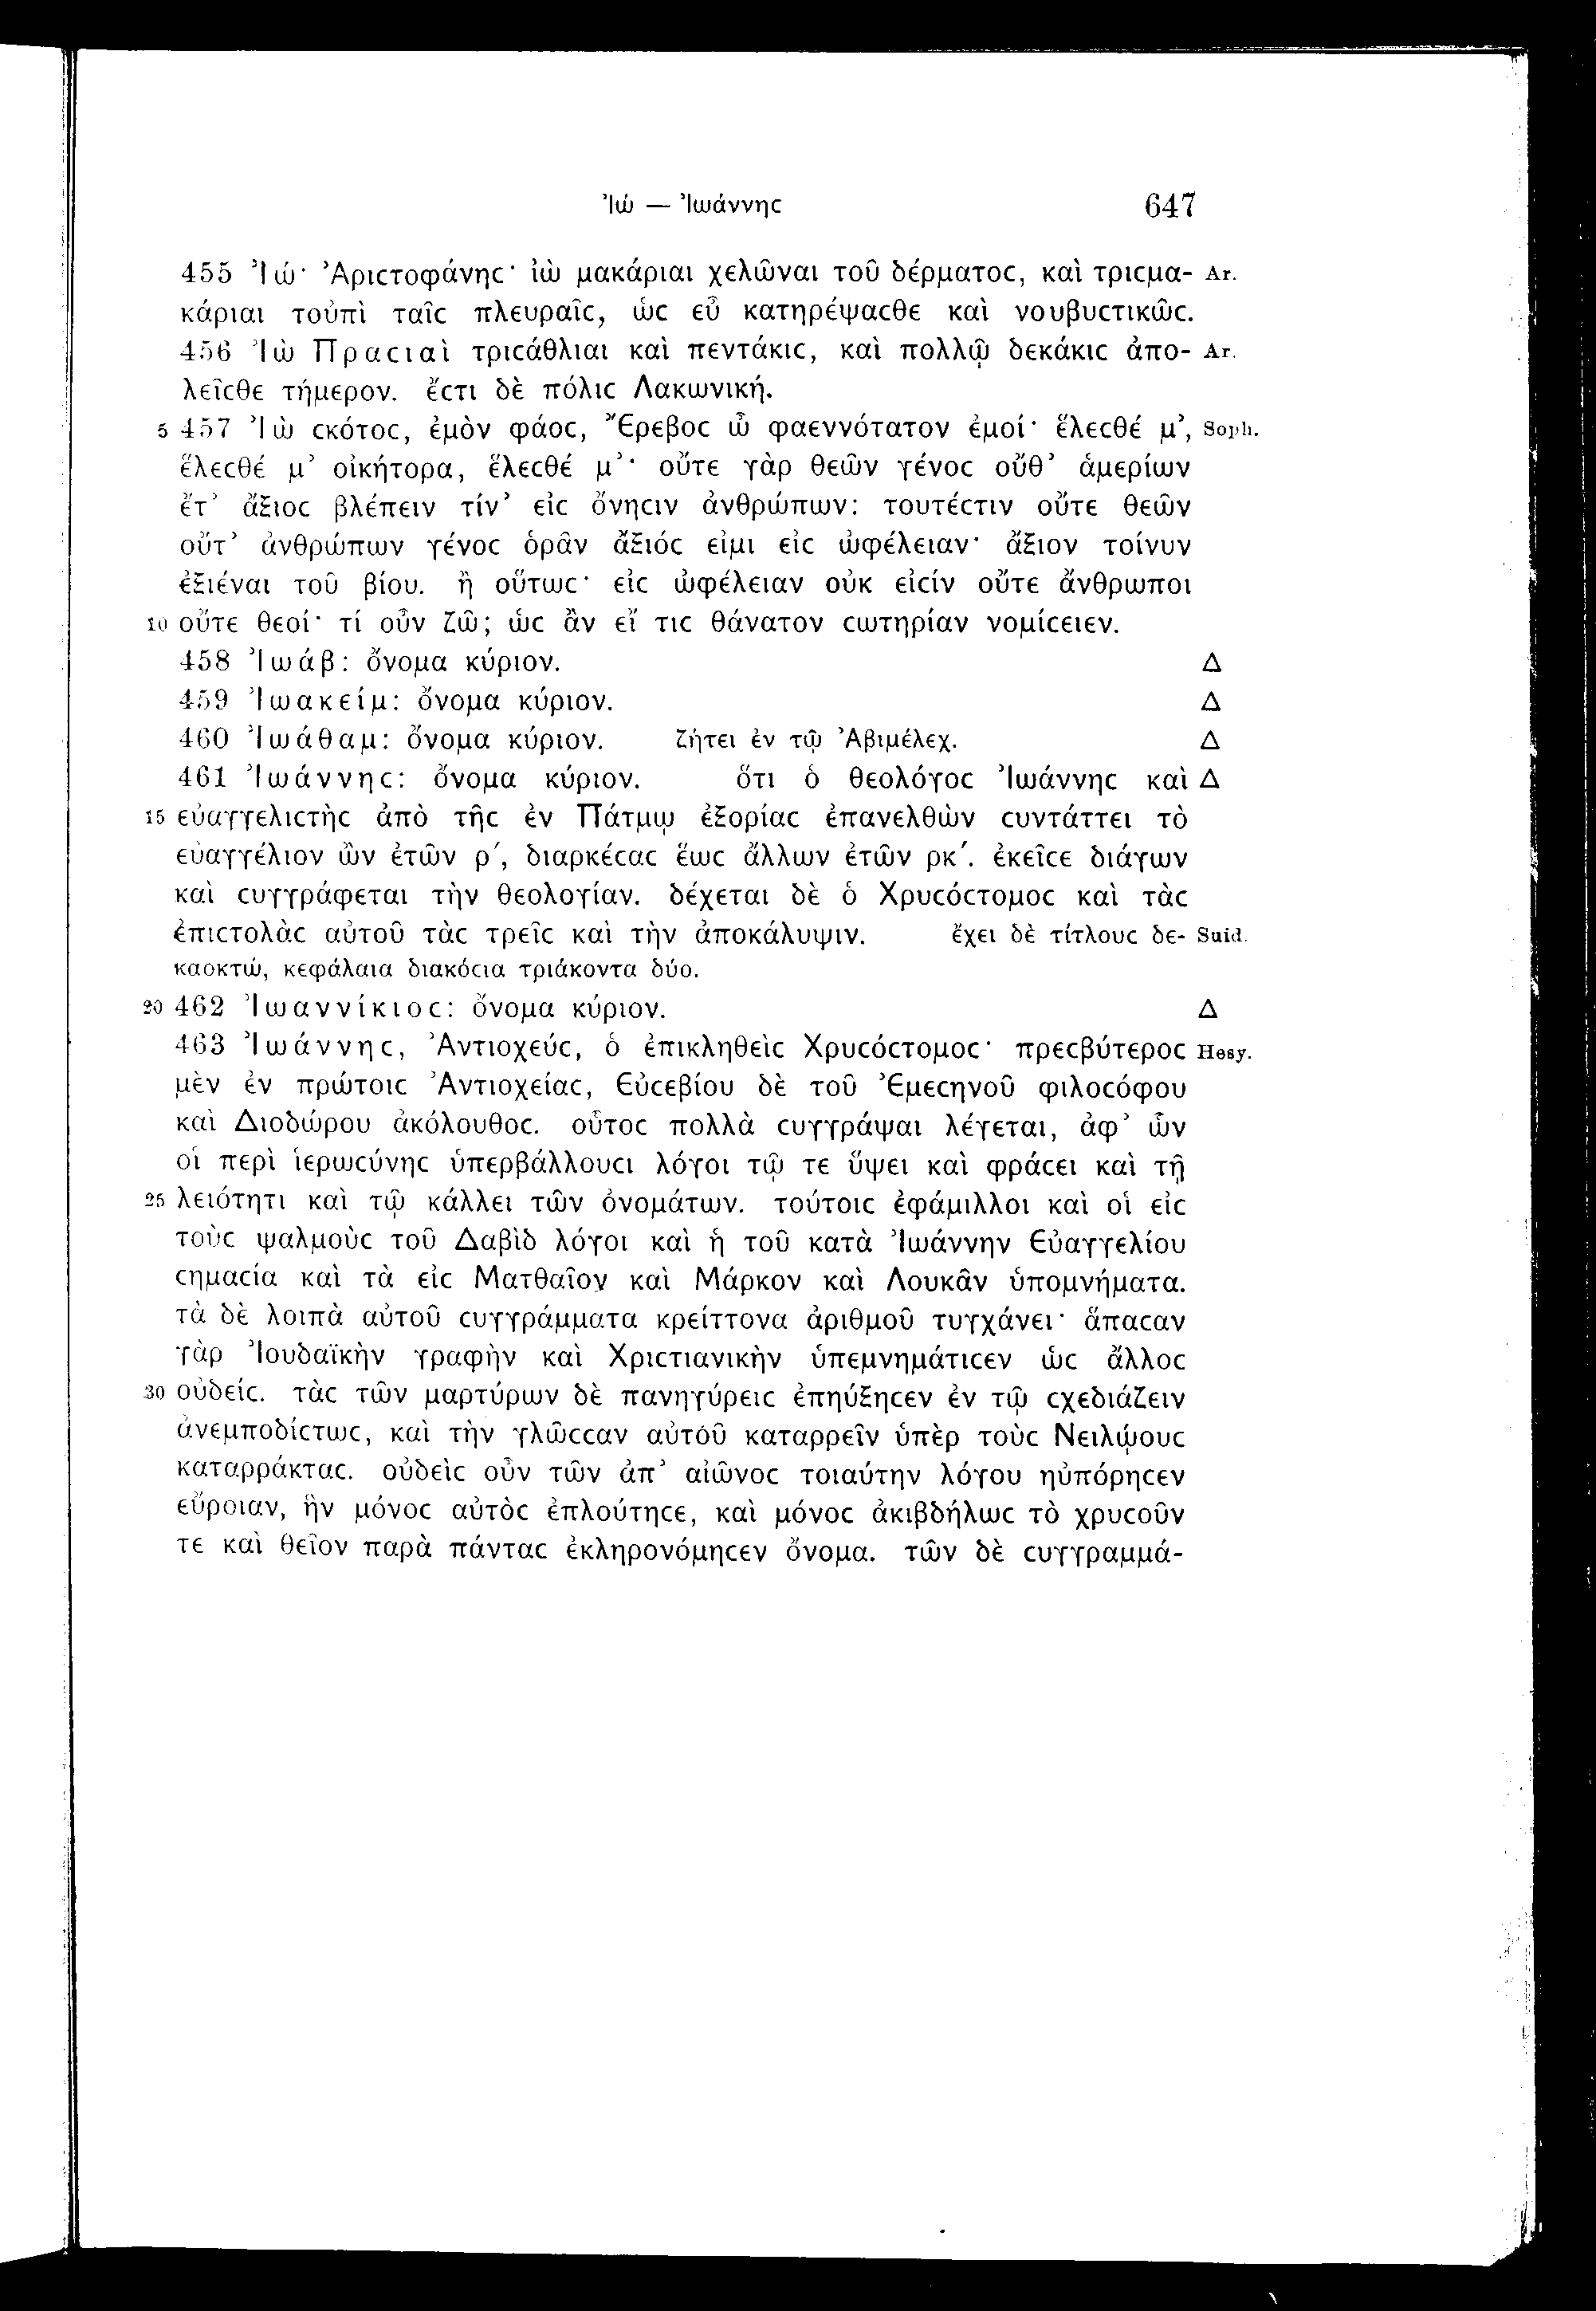 Ἰώ — Ἰωάννηϲ 647
455 Ἰώ· Ἀριϲτοφάνηϲ· ἰὼ μακάριαι χελῶναι τοῦ δέρματοϲ, καὶ τριϲμα- Ar.
κάριαι τοὐπὶ ταῖϲ πλευραῖϲ, ὡϲ εὖ κατηρέψαϲθε καὶ νουβυϲτικῶϲ.
456 Ἰὼ Πραϲιαὶ τριϲάθλιαι καὶ πεντάκιϲ, καὶ πολλῷ δεκάκιϲ ἀπο- Ar.
λεῖϲθε τήμερον. ἔϲτι δὲ πόλιϲ Λακωνική.
5 457 Ἰὼ ϲκότοϲ, ἐμὸν φάοϲ, Ἔρεβοϲ ὦ φαεννότατον ἐμοί· ἕλεϲθέ μ’, Soph.
ἕλεϲθέ μ’ οἰκήτορα, ἕλεϲθέ μ’· οὔτε γὰρ θεῶν γένοϲ οὔθ’ ἁμερίων
ἔτ’ ἄξιοϲ βλέπειν τίν’ εἰϲ ὄνηϲιν ἀνθρώπων: τουτέϲτιν οὔτε θεῶν
οὔτ’ ἀνθρώπων γένοϲ ὁρᾶν ἄξιόϲ εἰμι εἰϲ ὠφέλειαν· ἄξιον τοίνυν
ἐξιέναι τοῦ βίου. ἢ οὕτωϲ· εἰϲ ὠφέλειαν οὐκ εἰϲίν οὔτε ἄνθρωποι
10 οὔτε θεοί· τί οὖν ζῶ; ὡϲ ἂν εἴ τιϲ θάνατον ϲωτηρίαν νομίϲειεν.
458 Ἰωάβ: ὄνομα κύριον. Δ
459 Ἰωακείμ: ὄνομα κύριον. Δ
460 Ἰωάθαμ: ὄνομα κύριον. ζήτει ἐν τῷ Ἀβιμέλεχ. Δ
461 Ἰωάννηϲ: ὄνομα κύριον. ὅτι ὁ θεολόγοϲ Ἰωάννηϲ καὶ Δ
15 εὐαγγελιϲτὴϲ ἀπὸ τῆϲ ἐν Πάτμῳ ἐξορίαϲ ἐπανελθὼν ϲυντάττει τὸ
εὐαγγέλιον ὢν ἐτῶν ρ′, διαρκέϲαϲ ἕωϲ ἄλλων ἐτῶν ρκ′. ἐκεῖϲε διάγων
καὶ ϲυγγράφεται τὴν θεολογίαν. δέχεται δὲ ὁ Χρυϲόϲτομοϲ καὶ τὰϲ
ἐπιϲτολὰϲ αὐτοῦ τὰϲ τρεῖϲ καὶ τὴν ἀποκάλυψιν. ἔχει δὲ τίτλουϲ δε- Suid.
καοκτώ, κεφάλαια διακόϲια τριάκοντα δύο.
20 462 Ἰωαννίκιοϲ: ὄνομα κύριον. Δ
463 Ἰωάννηϲ, Ἀντιοχεύϲ, ὁ ἐπικληθεὶϲ Χρυϲόϲτομοϲ· πρεϲβύτεροϲ Hesy.
μὲν ἐν πρώτοιϲ Ἀντιοχείαϲ, Εὐϲεβίου δὲ τοῦ Ἐμεϲηνοῦ φιλοϲόφου
καὶ Διοδώρου ἀκόλουθοϲ. οὗτοϲ πολλὰ ϲυγγράψαι λέγεται, ἀφ’ ὧν
οἱ περὶ ἱερωϲύνηϲ ὑπερβάλλουϲι λόγοι τῷ τε ὕψει καὶ φράϲει καὶ τῇ
25 λειότητι καὶ τῷ κάλλει τῶν ὀνομάτων. τούτοιϲ ἐφάμιλλοι καὶ οἱ εἰϲ
τοὺϲ ψαλμοὺϲ τοῦ Δαβὶδ λόγοι καὶ ἡ τοῦ κατὰ Ἰωάννην Εὐαγγελίου
ϲημαϲία καὶ τὰ εἰϲ Ματθαῖον καὶ Μάρκον καὶ Λουκᾶν ὑπομνήματα.
τὰ δὲ λοιπὰ αὐτοῦ ϲυγγράμματα κρείττονα ἀριθμοῦ τυγχάνει· ἅπαϲαν
γὰρ Ἰουδαϊκὴν γραφὴν καὶ Χριϲτιανικὴν ὑπεμνημάτιϲεν ὡϲ ἄλλοϲ
30 οὐδείϲ. τὰϲ τῶν μαρτύρων δὲ πανηγύρειϲ ἐπηύξηϲεν ἐν τῷ ϲχεδιάζειν
ἀνεμποδίϲτωϲ, καὶ τὴν γλῶϲϲαν αὐτοῦ καταρρεῖν ὑπὲρ τοὺϲ Νειλῴουϲ
καταρράκταϲ. οὐδεὶϲ οὖν τῶν ἀπ’ αἰῶνοϲ τοιαύτην λόγου ηὐπόρηϲεν
εὔροιαν, ἣν μόνοϲ αὐτὸϲ ἐπλούτηϲε, καὶ μόνοϲ ἀκιβδήλωϲ τὸ χρυϲοῦν
τε καὶ θεῖον παρὰ πάνταϲ ἐκληρονόμηϲεν ὄνομα. τῶν δὲ ϲυγγραμμά-